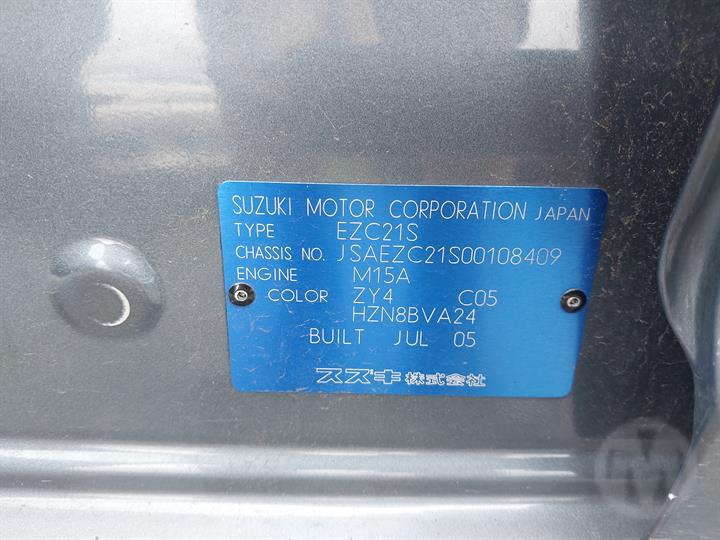 SUZUKI MOTOR CORPORATION JAPAN
TYPE EZC21S
CHASSIS NO. JSAEZC21S00108409
ENGINE M15A
COLOR ZY4 C05
HZN8BVA24
BUILT JUL 05
スズキ株式会社
M